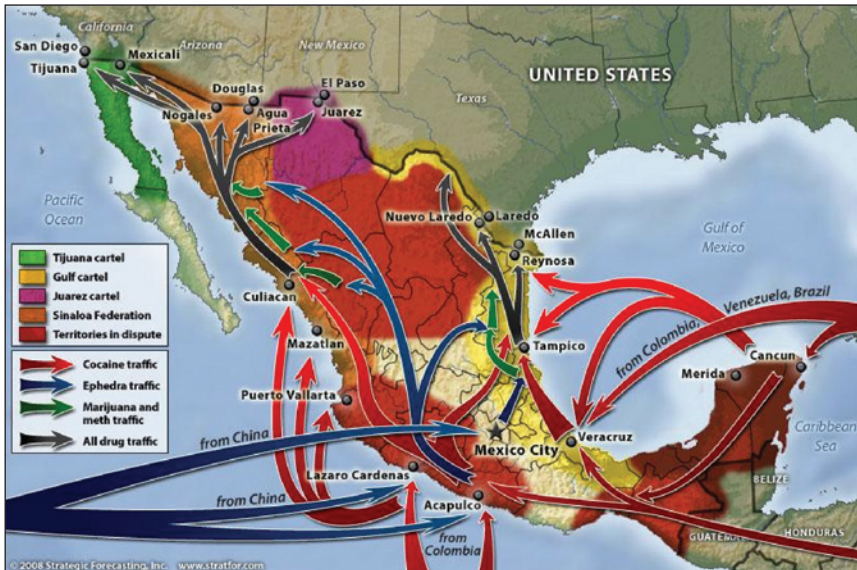 California
Arizona
New Mexico
San Diego
Tijuana
Mexicali
Douglas
El Paso
Nogales
Agua
Prieta
Juarez
UNITED STATES
Texas
Pacific
Ocean
Nuevo Laredo
Laredo
McAllen
Reynosa
Gulf of
Mexico
Tijuana cartel
Gulf cartel
Juarez cartel
Sinaloa Federation
Territories in dispute
Culiacan
Mazatlan
Tampico
from Colombia, Venezuela, Brazil
Cancun
Merida
Cocaine traffic
Ephedra traffic
Marijuana and
meth traffic
All drug traffic
Puerto Vallarta
from China
Mexico City
Veracruz
Caribbean
Sea
Lazaro Cardenas
from China
Acapulco
from
Colombia
BELIZE
GUATEMALA
HONDURAS
© 2008 Strategic Forecasting, Inc. www.stratfor.com